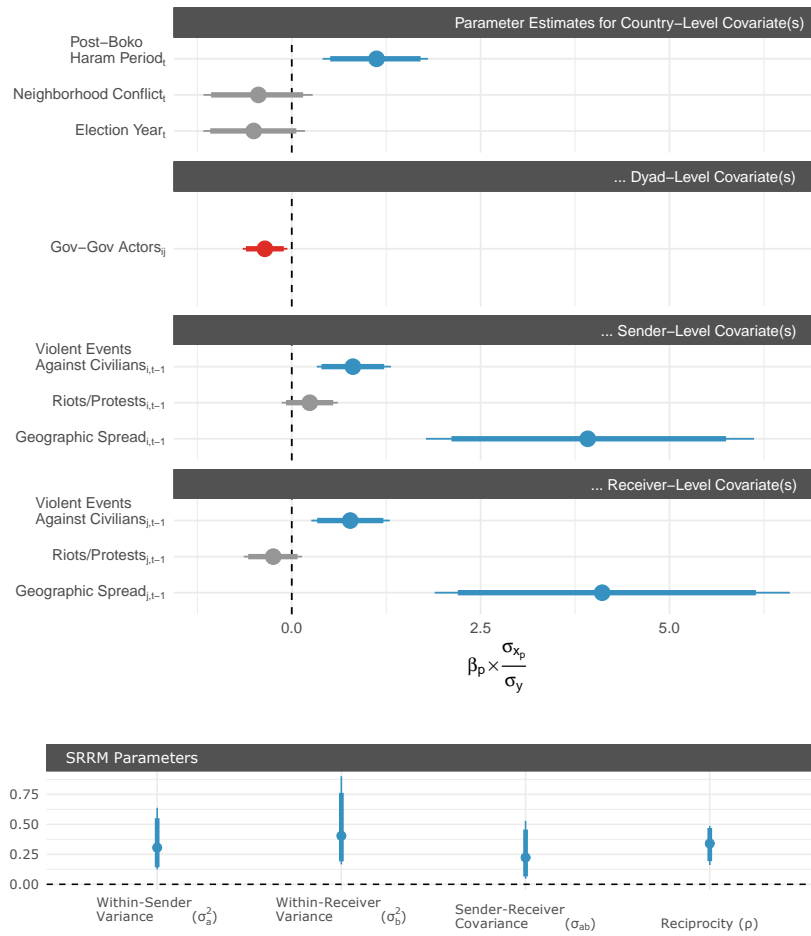 Parameter Estimates for Country−Level Covariate(s)
Post−Boko
Haram Period_t
Neighborhood Conflict_t
Election Year_t
... Dyad−Level Covariate(s)
Gov−Gov Actors_ij
... Sender−Level Covariate(s)
Violent Events
Against Civilians_i,t−1
Riots/Protests_i,t−1
Geographic Spread_i,t−1
... Receiver−Level Covariate(s)
Violent Events
Against Civilians_j,t−1
Riots/Protests_j,t−1
Geographic Spread_j,t−1
0.0 2.5 5.0
β_p × σ_x_p / σ_y
SRRM Parameters
0.75
0.50
0.25
0.00
Within-Sender Within-Receiver Sender-Receiver
Variance (σ_a^2) Variance (σ_b^2) Covariance (σ_ab) Reciprocity (ρ)